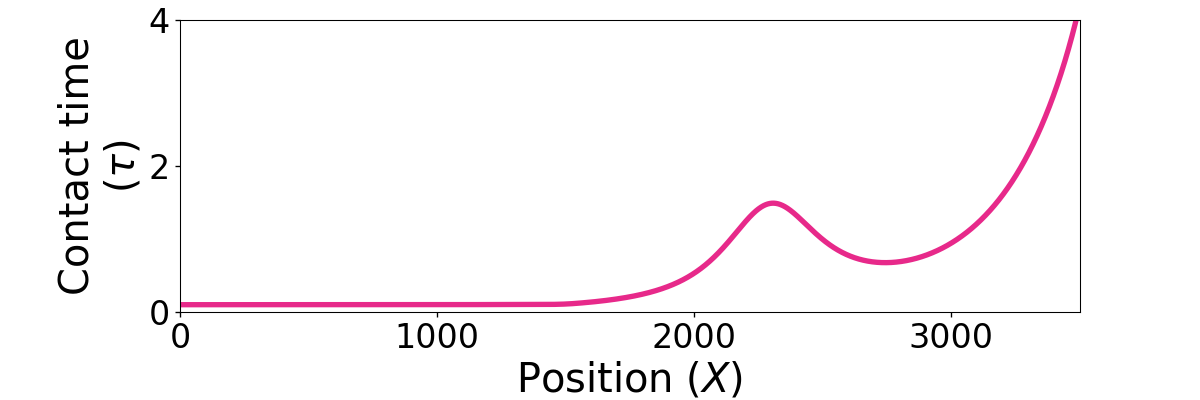 Contact time
(τ)
4
2
0
0 1000 2000 3000
Position (X)